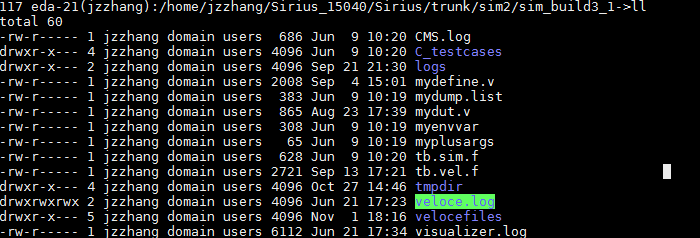 117 eda-21(jzzhang):/home/jzzhang/Sirius_15040/Sirius/trunk/sim2/sim_build3_1->ll
total 60
-rw-r----- 1 jzzhang domain users  686 Jun  9 10:20 CMS.log
drwxr-x--- 4 jzzhang domain users 4096 Jun  9 10:20 C_testcases
drwxr-x--- 2 jzzhang domain users 4096 Sep 21 21:30 logs
-rw-r----- 1 jzzhang domain users 2008 Sep  4 15:01 mydefine.v
-rw-r----- 1 jzzhang domain users  383 Jun  9 10:19 mydump.list
-rw-r----- 1 jzzhang domain users  865 Aug 23 17:39 mydut.v
-rw-r----- 1 jzzhang domain users  308 Jun  9 10:19 myenvvar
-rw-r----- 1 jzzhang domain users   65 Jun  9 10:19 myplusargs
-rw-r----- 1 jzzhang domain users  628 Jun  9 10:20 tb.sim.f
-rw-r----- 1 jzzhang domain users 2721 Sep 13 17:21 tb.vel.f
drwxr-x--- 4 jzzhang domain users 4096 Oct 27 14:46 tmpdir
drwxrwxrwx 2 jzzhang domain users 4096 Jun 21 17:23 veloce.log
drwxr-x--- 5 jzzhang domain users 4096 Nov  1 18:16 velocefiles
-rw-r----- 1 jzzhang domain users 6112 Jun 21 17:34 visualizer.log